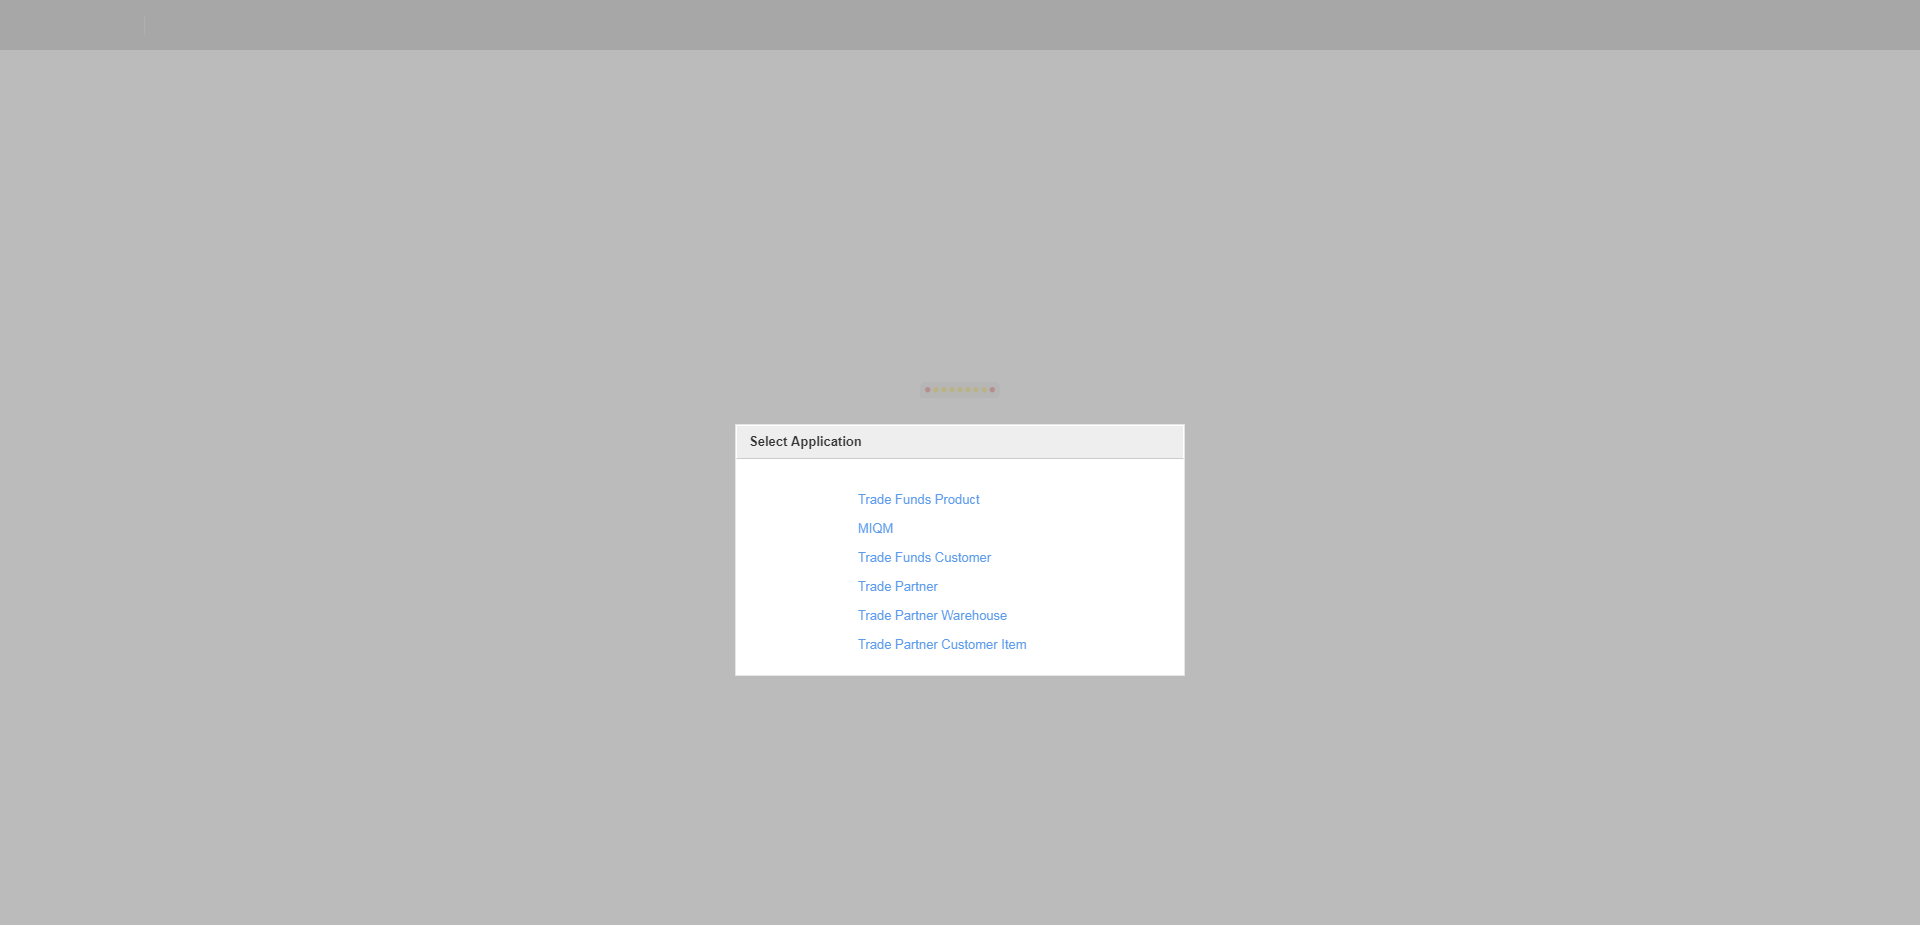 Select Application
Trade Funds Product
MIQM
Trade Funds Customer
Trade Partner
Trade Partner Warehouse
Trade Partner Customer Item